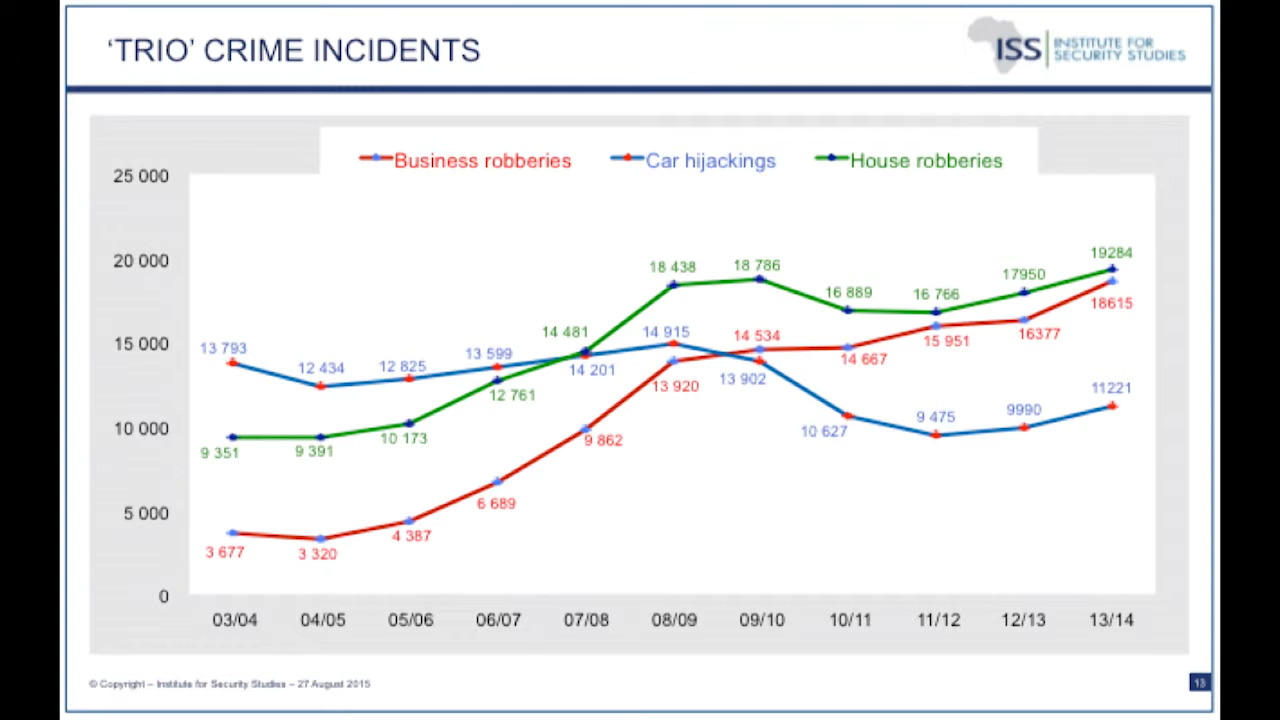 ‘TRIO’ CRIME INCIDENTS
ISS INSTITUTE FOR
SECURITY STUDIES
Business robberies Car hijackings House robberies
25 000
20 000
15 000
10 000
5 000
0
13 793 12 434 12 825 13 599 14 201 14 915 13 902 10 627 9 475 9990 11221
9 351 9 391 10 173 12 761 14 481 18 438 18 786 16 889 16 766 17950 19284
3 677 3 320 4 387 6 689 9 862 13 920 14 534 14 667 15 951 16377 18615
03/04 04/05 05/06 06/07 07/08 08/09 09/10 10/11 11/12 12/13 13/14
© Copyright – Institute for Security Studies – 27 August 2015
13